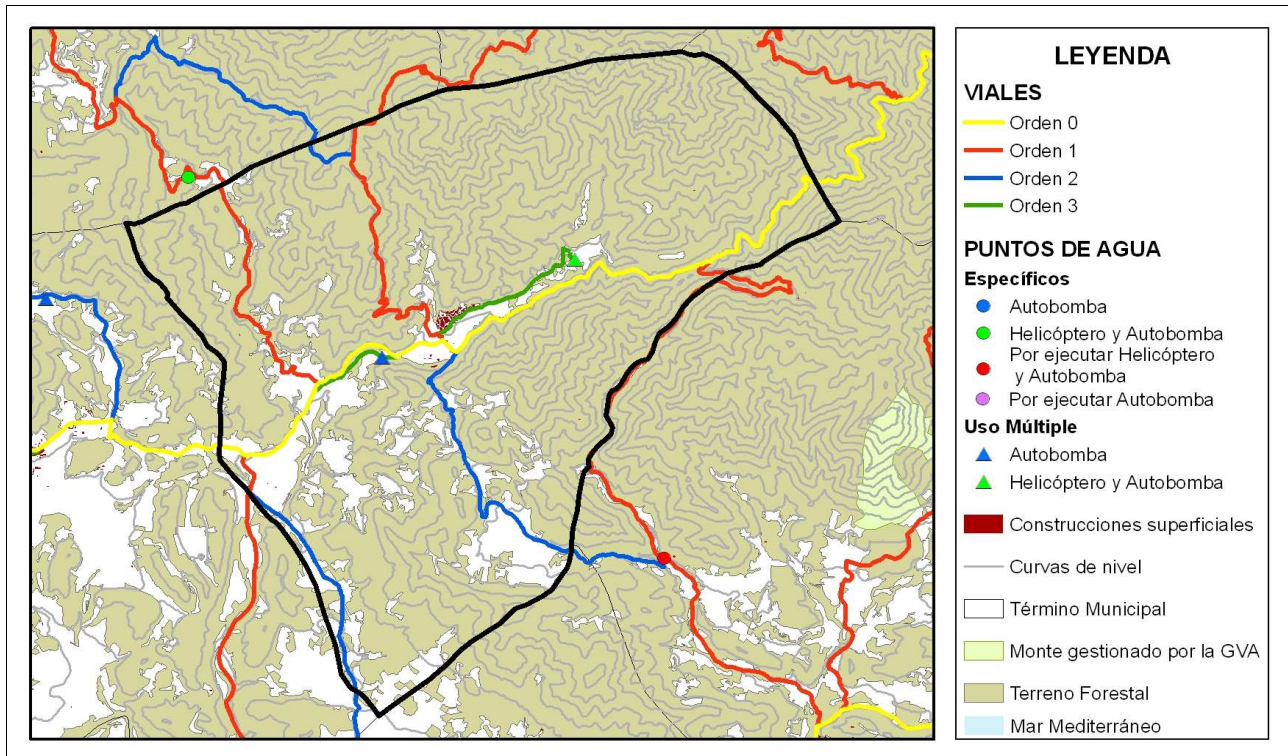 LEYENDA
VIALES
Orden 0
Orden 1
Orden 2
Orden 3
PUNTOS DE AGUA
Específicos
Autobomba
Helicóptero y Autobomba
Por ejecutar Helicóptero
y Autobomba
Por ejecutar Autobomba
Uso Múltiple
Autobomba
Helicóptero y Autobomba
Construcciones superficiales
Curvas de nivel
Término Municipal
Monte gestionado por la GVA
Terreno Forestal
Mar Mediterráneo